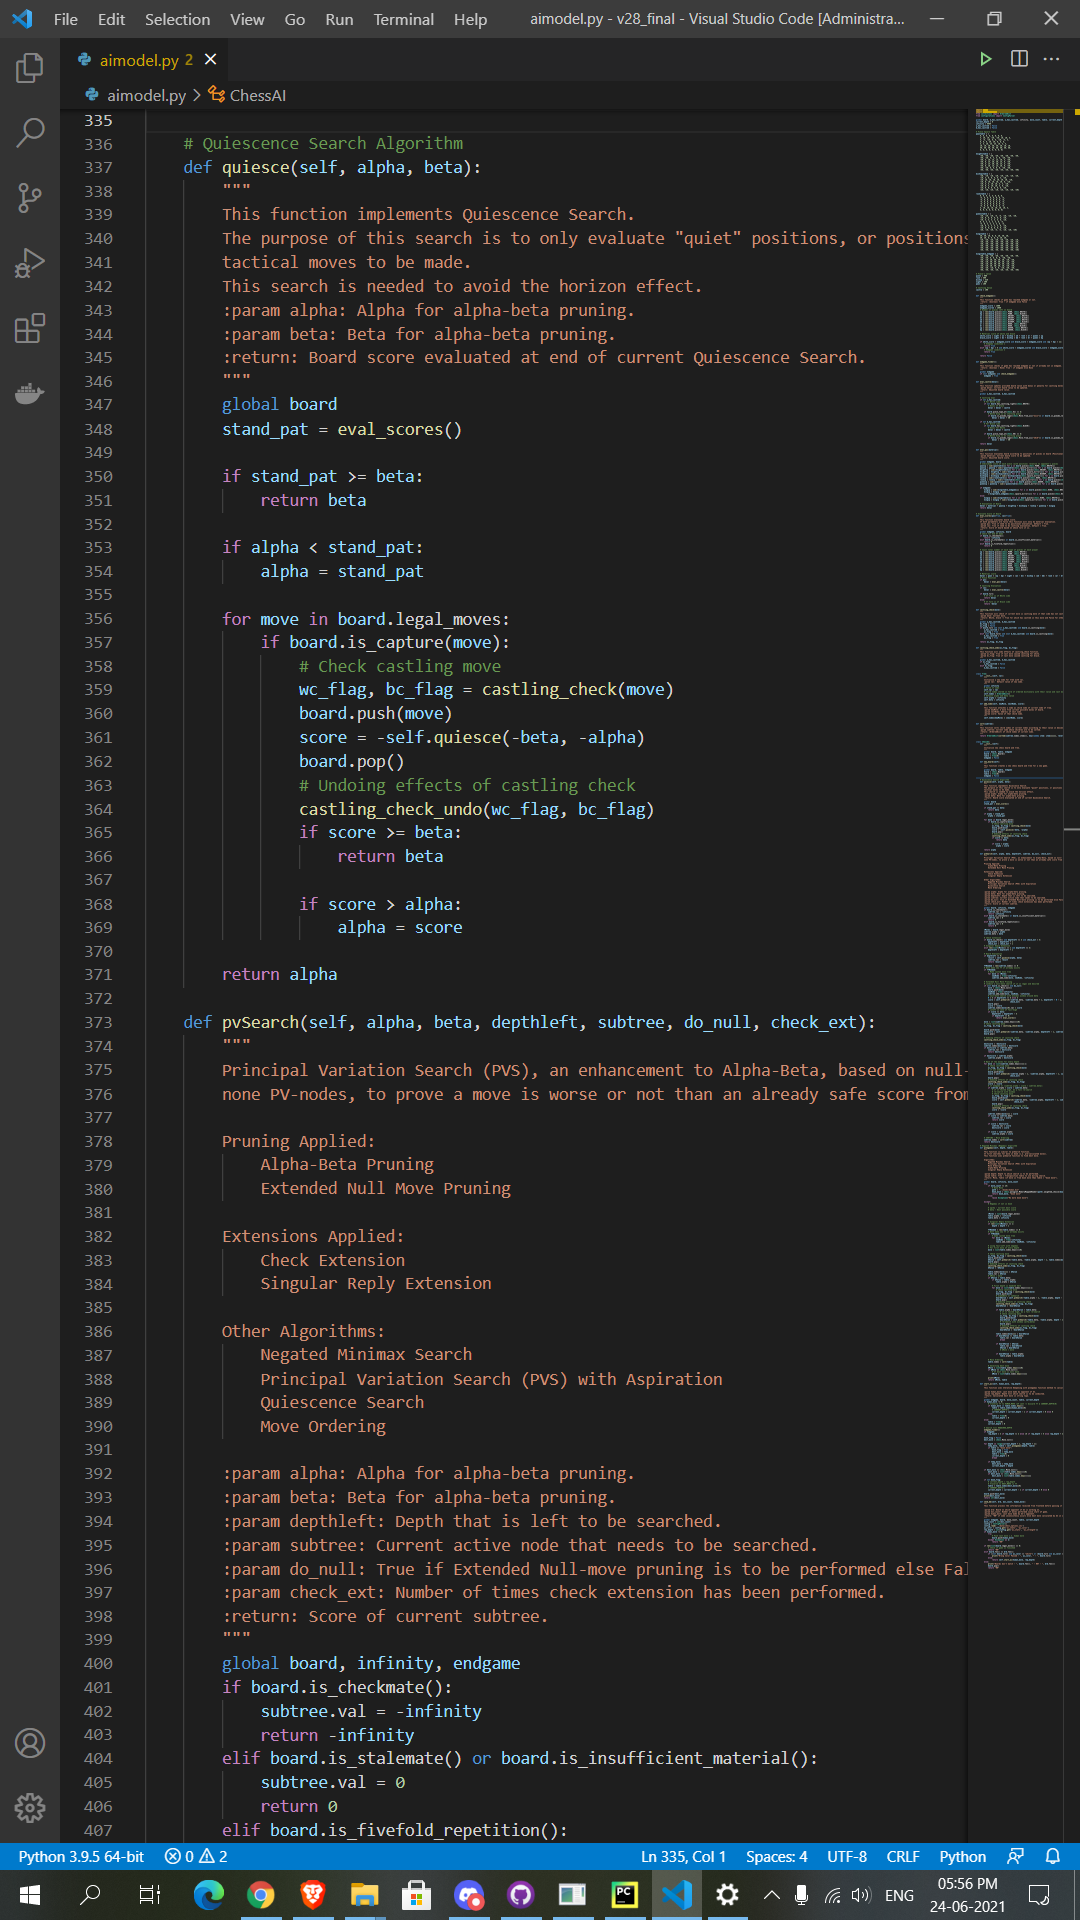 File Edit Selection View Go Run Terminal Help aimodel.py - v28_final - Visual Studio Code [Administra...
aimodel.py 2
aimodel.py > ChessAI
335
336 # Quiescence Search Algorithm
337 def quiesce(self, alpha, beta):
338 """
339 This function implements Quiescence Search.
340 The purpose of this search is to only evaluate "quiet" positions, or positions
341 tactical moves to be made.
342 This search is needed to avoid the horizon effect.
343 :param alpha: Alpha for alpha-beta pruning.
344 :param beta: Beta for alpha-beta pruning.
345 :return: Board score evaluated at end of current Quiescence Search.
346 """
347 global board
348 stand_pat = eval_scores()
349
350 if stand_pat >= beta:
351 return beta
352
353 if alpha < stand_pat:
354 alpha = stand_pat
355
356 for move in board.legal_moves:
357 if board.is_capture(move):
358 # Check castling move
359 wc_flag, bc_flag = castling_check(move)
360 board.push(move)
361 score = -self.quiesce(-beta, -alpha)
362 board.pop()
363 # Undoing effects of castling check
364 castling_check_undo(wc_flag, bc_flag)
365 if score >= beta:
366 return beta
367
368 if score > alpha:
369 alpha = score
370
371 return alpha
372
373 def pvSearch(self, alpha, beta, depthleft, subtree, do_null, check_ext):
374 """
375 Principal Variation Search (PVS), an enhancement to Alpha-Beta, based on null-
376 none PV-nodes, to prove a move is worse or not than an already safe score from
377
378 Pruning Applied:
379 Alpha-Beta Pruning
380 Extended Null Move Pruning
381
382 Extensions Applied:
383 Check Extension
384 Singular Reply Extension
385
386 Other Algorithms:
387 Negated Minimax Search
388 Principal Variation Search (PVS) with Aspiration
389 Quiescence Search
390 Move Ordering
391
392 :param alpha: Alpha for alpha-beta pruning.
393 :param beta: Beta for alpha-beta pruning.
394 :param depthleft: Depth that is left to be searched.
395 :param subtree: Current active node that needs to be searched.
396 :param do_null: True if Extended Null-move pruning is to be performed else Fal
397 :param check_ext: Number of times check extension has been performed.
398 :return: Score of current subtree.
399 """
400 global board, infinity, endgame
401 if board.is_checkmate():
402 subtree.val = -infinity
403 return -infinity
404 elif board.is_stalemate() or board.is_insufficient_material():
405 subtree.val = 0
406 return 0
407 elif board.is_fivefold_repetition():
Python 3.9.5 64-bit 0 2 Ln 335, Col 1 Spaces: 4 UTF-8 CRLF Python
PC ENG 05:56 PM
24-06-2021